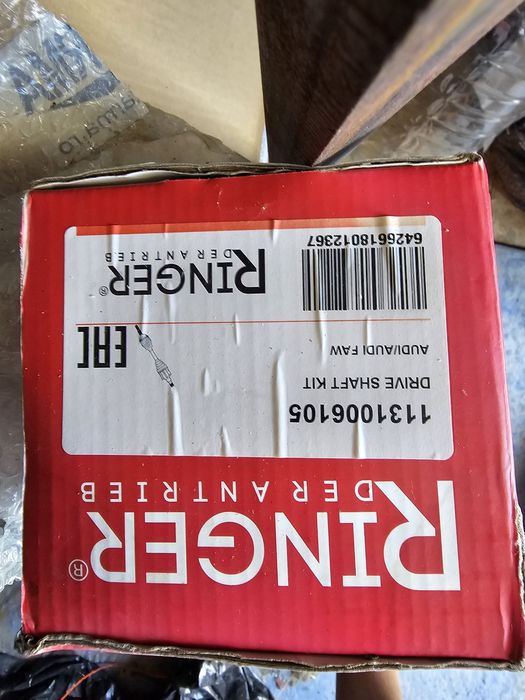 RINGER®
DER ANTRIEB
1131006105
DRIVE SHAFT KIT
AUDI/AUDI FAW
EAC
RINGER®
DER ANTRIEB
6426618012367